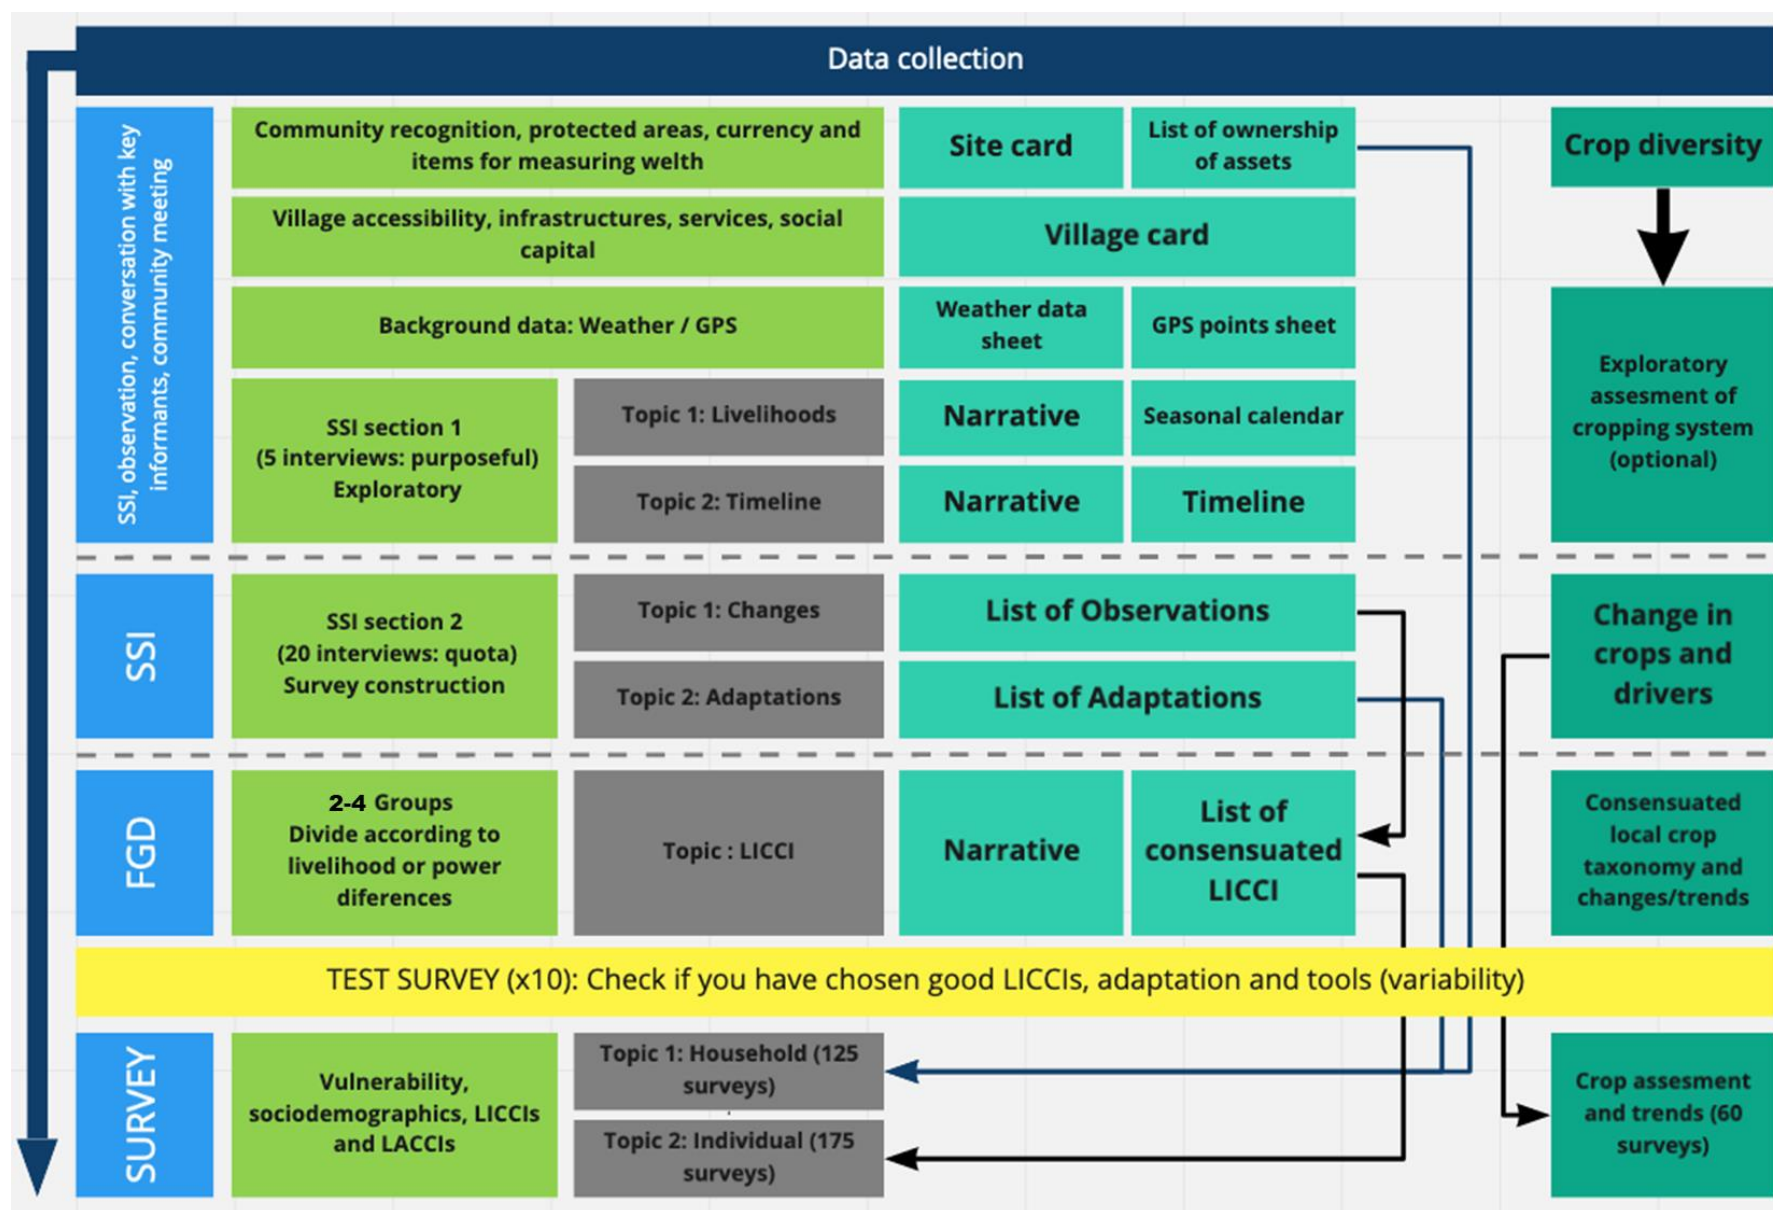 Data collection
SSI, observation, conversation with key
informants, community meeting
Community recognition, protected areas, currency and
items for measuring welth
Site card
List of ownership
of assets
Crop diversity
Village accessibility, infrastructures, services, social
capital
Village card
Background data: Weather / GPS
Weather data
sheet
GPS points sheet
Exploratory
assesment of
cropping system
(optional)
SSI section 1
(5 interviews: purposeful)
Exploratory
Topic 1: Livelihoods
Narrative
Seasonal calendar
Topic 2: Timeline
Narrative
Timeline
SSI
SSI section 2
(20 interviews: quota)
Survey construction
Topic 1: Changes
List of Observations
Topic 2: Adaptations
List of Adaptations
Change in
crops and
drivers
FGD
2-4 Groups
Divide according to
livelihood or power
diferences
Topic : LICCI
Narrative
List of
consensuated
LICCI
Consensuated
local crop
taxonomy and
changes/trends
TEST SURVEY (x10): Check if you have chosen good LICCIs, adaptation and tools (variability)
SURVEY
Vulnerability,
sociodemographics, LICCIs
and LACCIs
Topic 1: Household (125
surveys)
Topic 2: Individual (175
surveys)
Crop assesment
and trends (60
surveys)